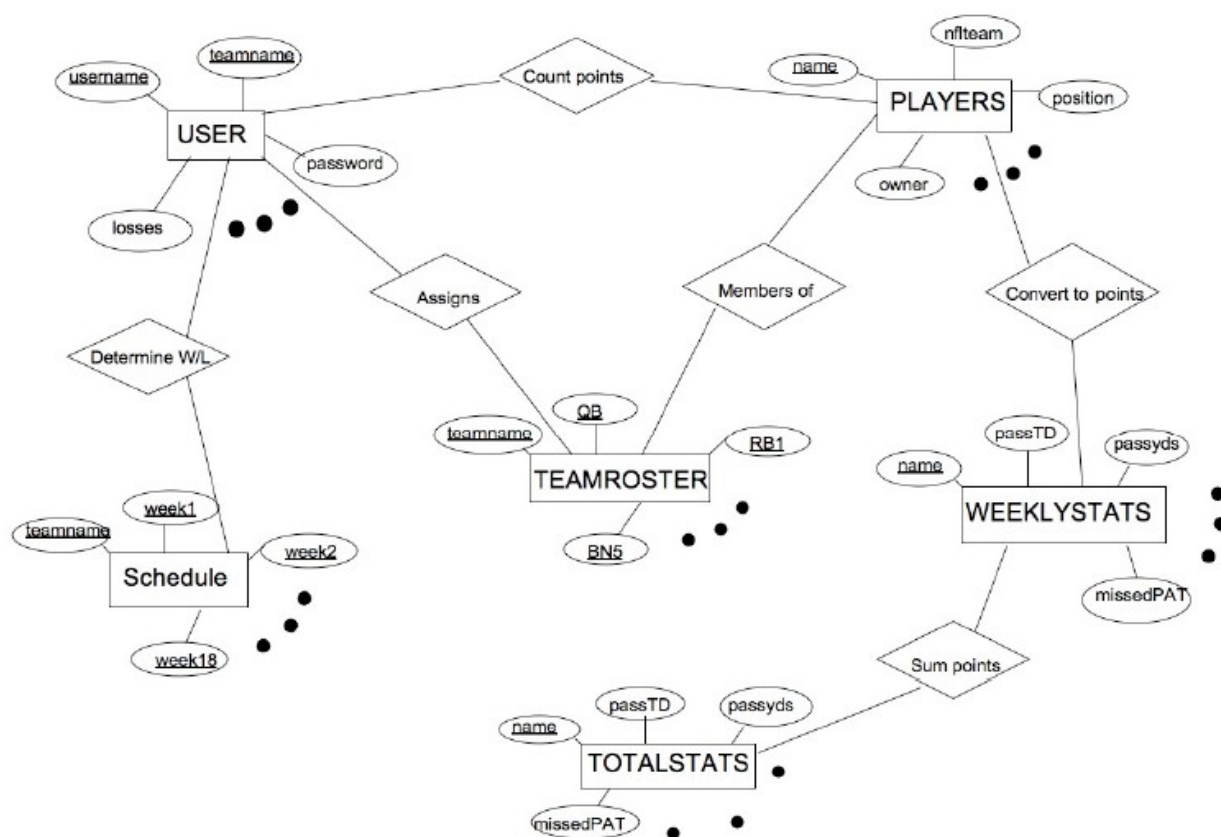 nflteam
teamname
username
Count points
name
PLAYERS
position
USER
password
owner
losses
Assigns
Members of
Convert to points
Determine W/L
QB
teamname
RB1
passTD
passyds
name
TEAMROSTER
WEEKLYSTATS
week1
teamname
week2
BN5
Schedule
missedPAT
week18
Sum points
passTD
passyds
name
TOTALSTATS
missedPAT